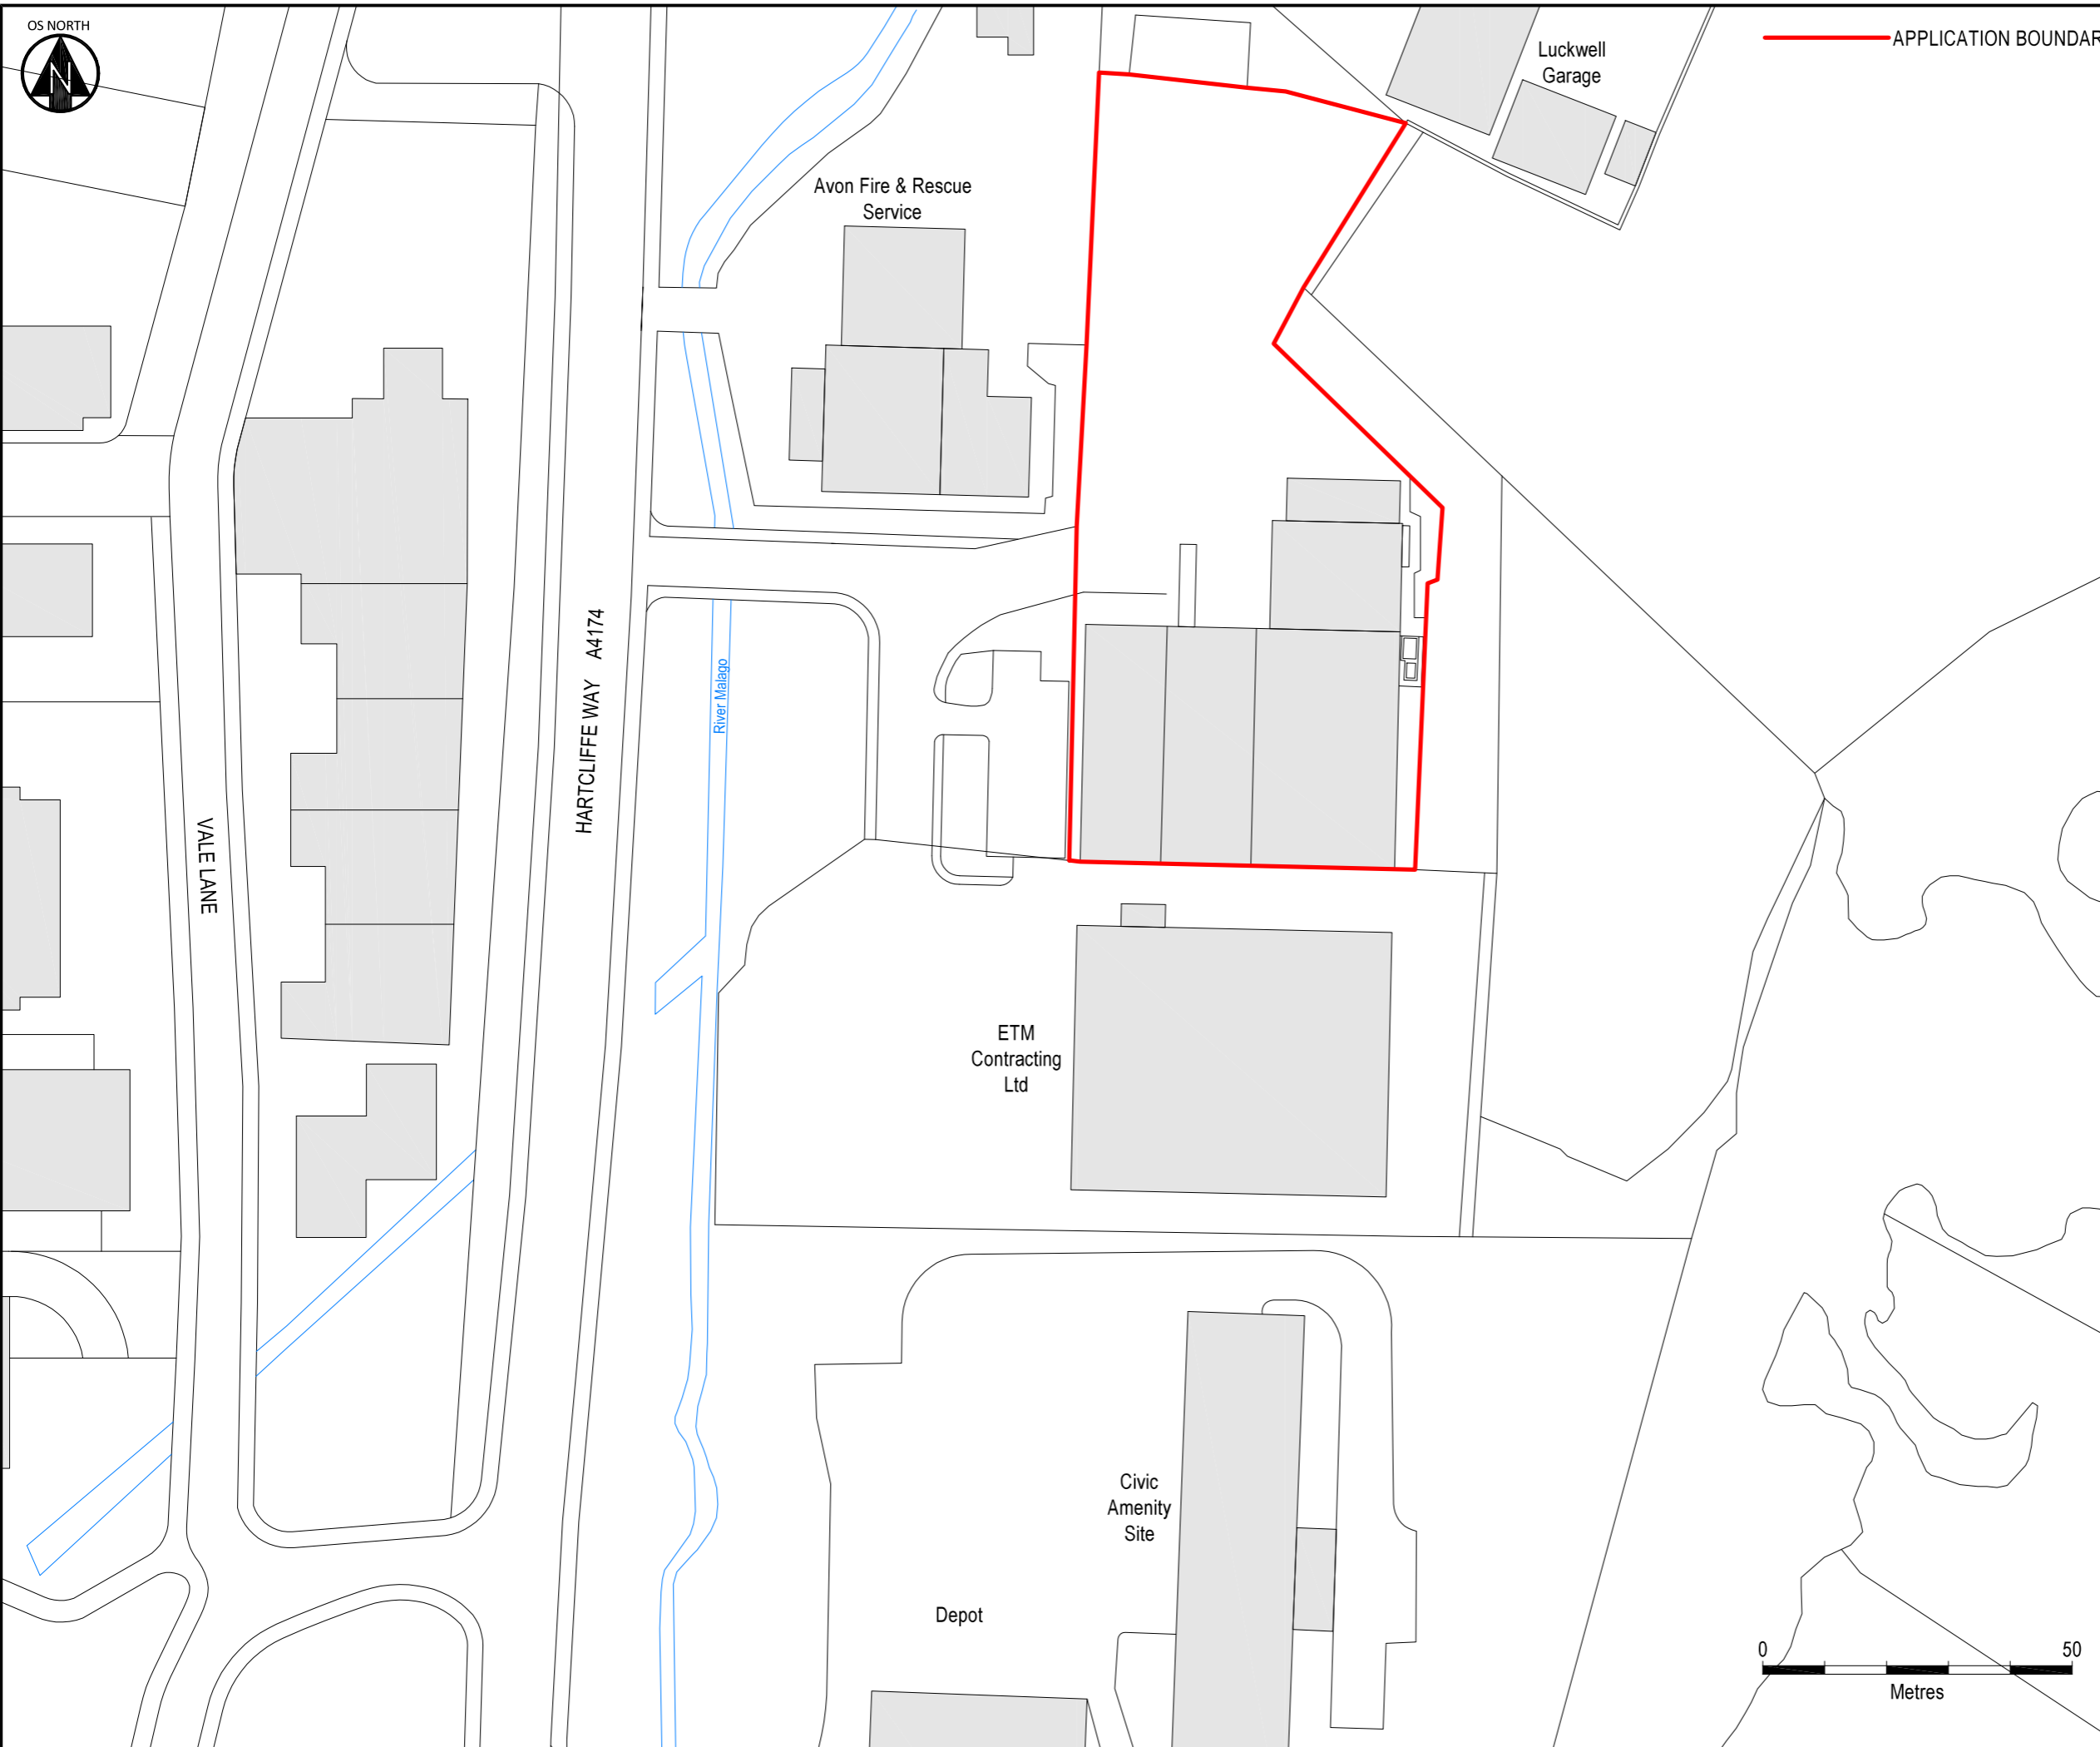 OS NORTH
N
APPLICATION BOUNDAR
Luckwell
Garage
Avon Fire & Rescue
Service
HARTCLIFFE WAY A4174
River Malago
VALE LANE
ETM
Contracting
Ltd
Civic
Amenity
Site
Depot
0 50
Metres